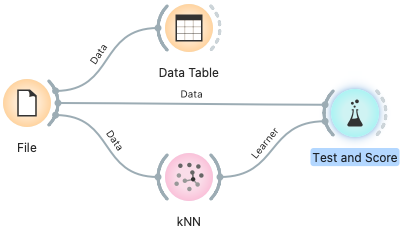 Data
Data Table
Data
File
Data
Learner
Test and Score
kNN